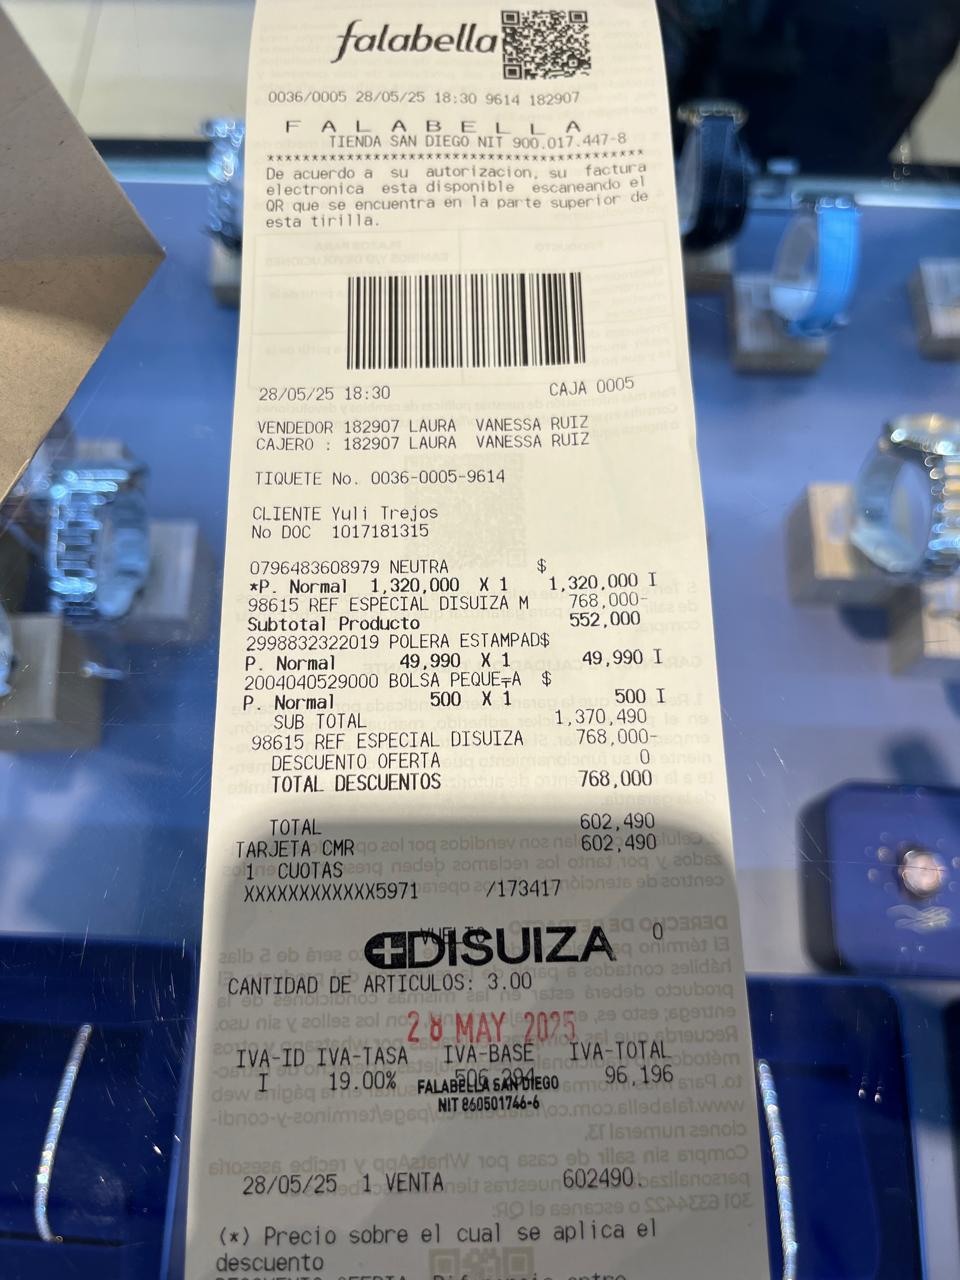 falabella
0036/0005 28/05/25 18:30 9614 182907
F A L A B E L L A
TIENDA SAN DIEGO NIT 900.017.447-8
****************************************
De acuerdo a su autorizacion, su factura
electronica esta disponible escaneando el
QR que se encuentra en la parte superior de
esta tirilla.
28/05/25 18:30 CAJA 0005
VENDEDOR 182907 LAURA VANESSA RUIZ
CAJERO : 182907 LAURA VANESSA RUIZ
TIQUETE No. 0036-0005-9614
CLIENTE Yuli Trejos
No DOC 1017181315
0796483608979 NEUTRA $
*P. Normal 1,320,000 X 1 1,320,000 I
98615 REF ESPECIAL DISUIZA M 768,000-
Subtotal Producto 552,000
2998832322019 POLERA ESTAMPAD$
P. Normal 49,990 X 1 49,990 I
2004040529000 BOLSA PEQUE╤A $
P. Normal 500 X 1 500 I
SUB TOTAL 1,370,490
98615 REF ESPECIAL DISUIZA 768,000-
DESCUENTO OFERTA 0
TOTAL DESCUENTOS 768,000
TOTAL 602,490
TARJETA CMR 602,490
1 CUOTAS
XXXXXXXXXXXX5971 /173417
VUELTO 0
DISUIZA
CANTIDAD DE ARTICULOS: 3.00
28 MAY 2025
IVA-ID IVA-TASA IVA-BASE IVA-TOTAL
I 19.00% 506,294 96,196
FALABELLA SAN DIEGO
NIT 860501746-6
28/05/25 1 VENTA 602490.
(*) Precio sobre el cual se aplica el
descuento